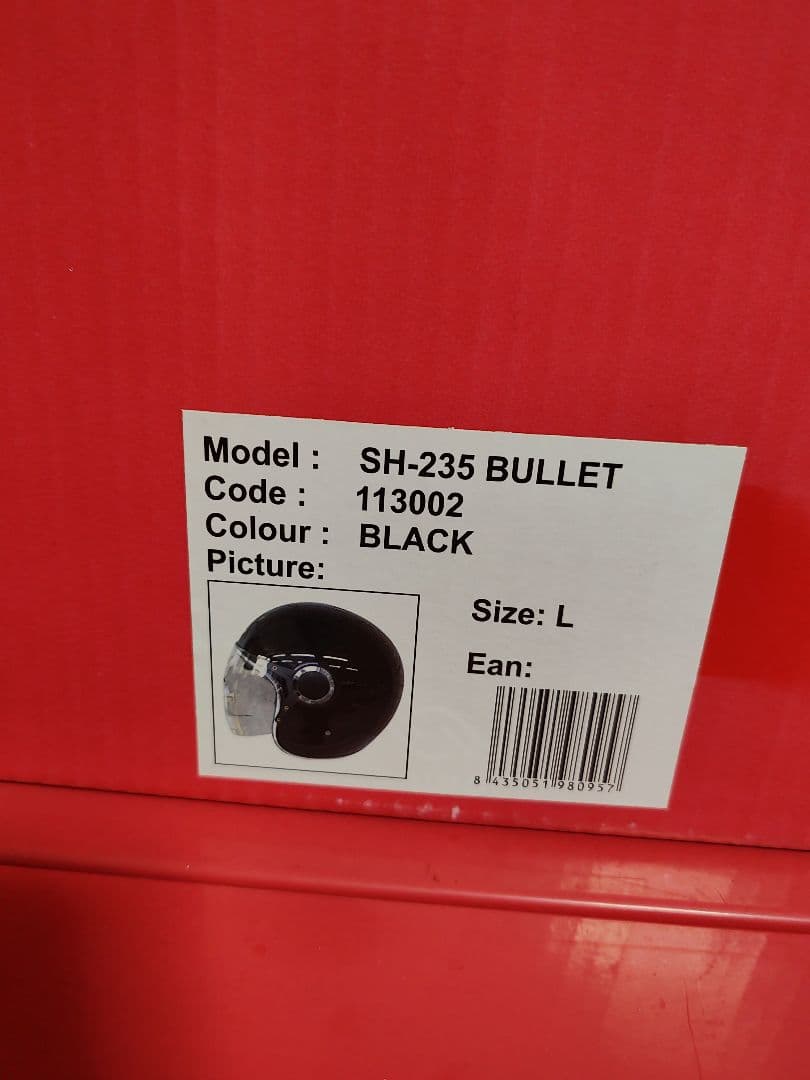 Model : SH-235 BULLET
Code : 113002
Colour : BLACK
Picture:
Size: L
Ean:
8 435051 980957